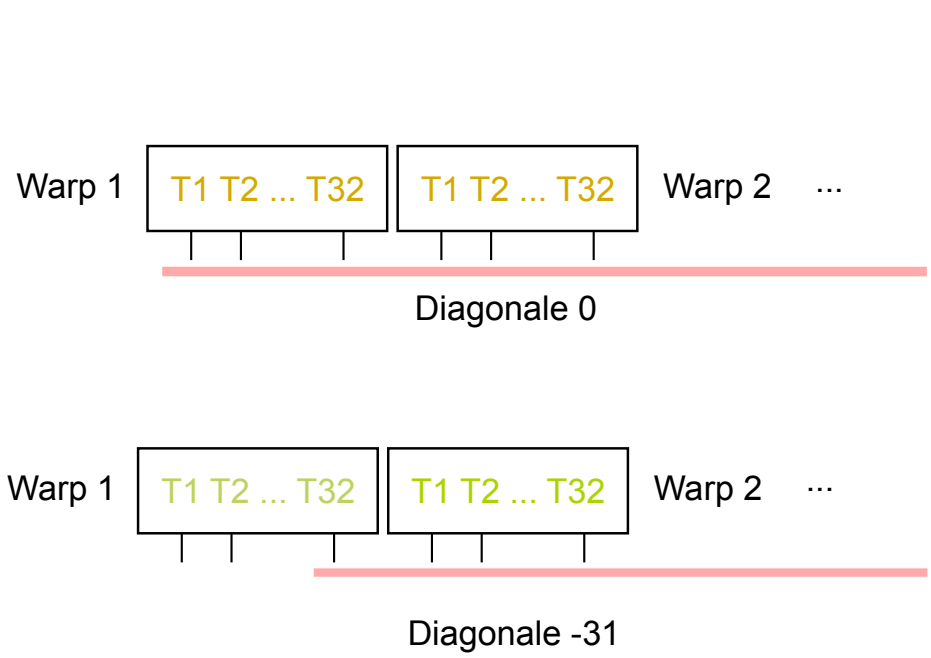 Warp 1 T1 T2 ... T32 T1 T2 ... T32 Warp 2 ...
Diagonale 0
Warp 1 T1 T2 ... T32 T1 T2 ... T32 Warp 2 ...
Diagonale -31